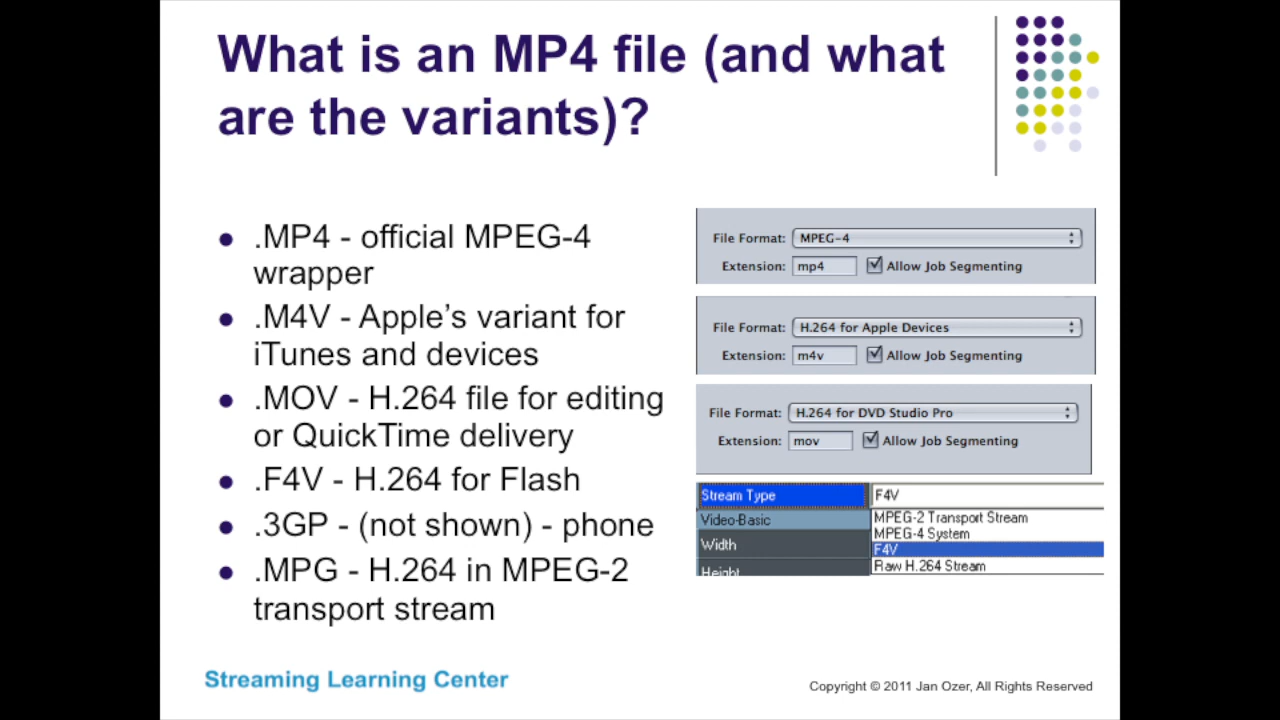 What is an MP4 file (and what
are the variants)?
.MP4 - official MPEG-4
wrapper
.M4V - Apple's variant for
iTunes and devices
.MOV - H.264 file for editing
or QuickTime delivery
.F4V - H.264 for Flash
.3GP - (not shown) - phone
.MPG - H.264 in MPEG-2
transport stream
File Format: MPEG-4
Extension: mp4 Allow Job Segmenting
File Format: H.264 for Apple Devices
Extension: m4v Allow Job Segmenting
File Format: H.264 for DVD Studio Pro
Extension: mov Allow Job Segmenting
Stream Type F4V
Video-Basic MPEG-2 Transport Stream
MPEG-4 System
Width F4V
Height Raw H.264 Stream
Streaming Learning Center
Copyright © 2011 Jan Ozer, All Rights Reserved